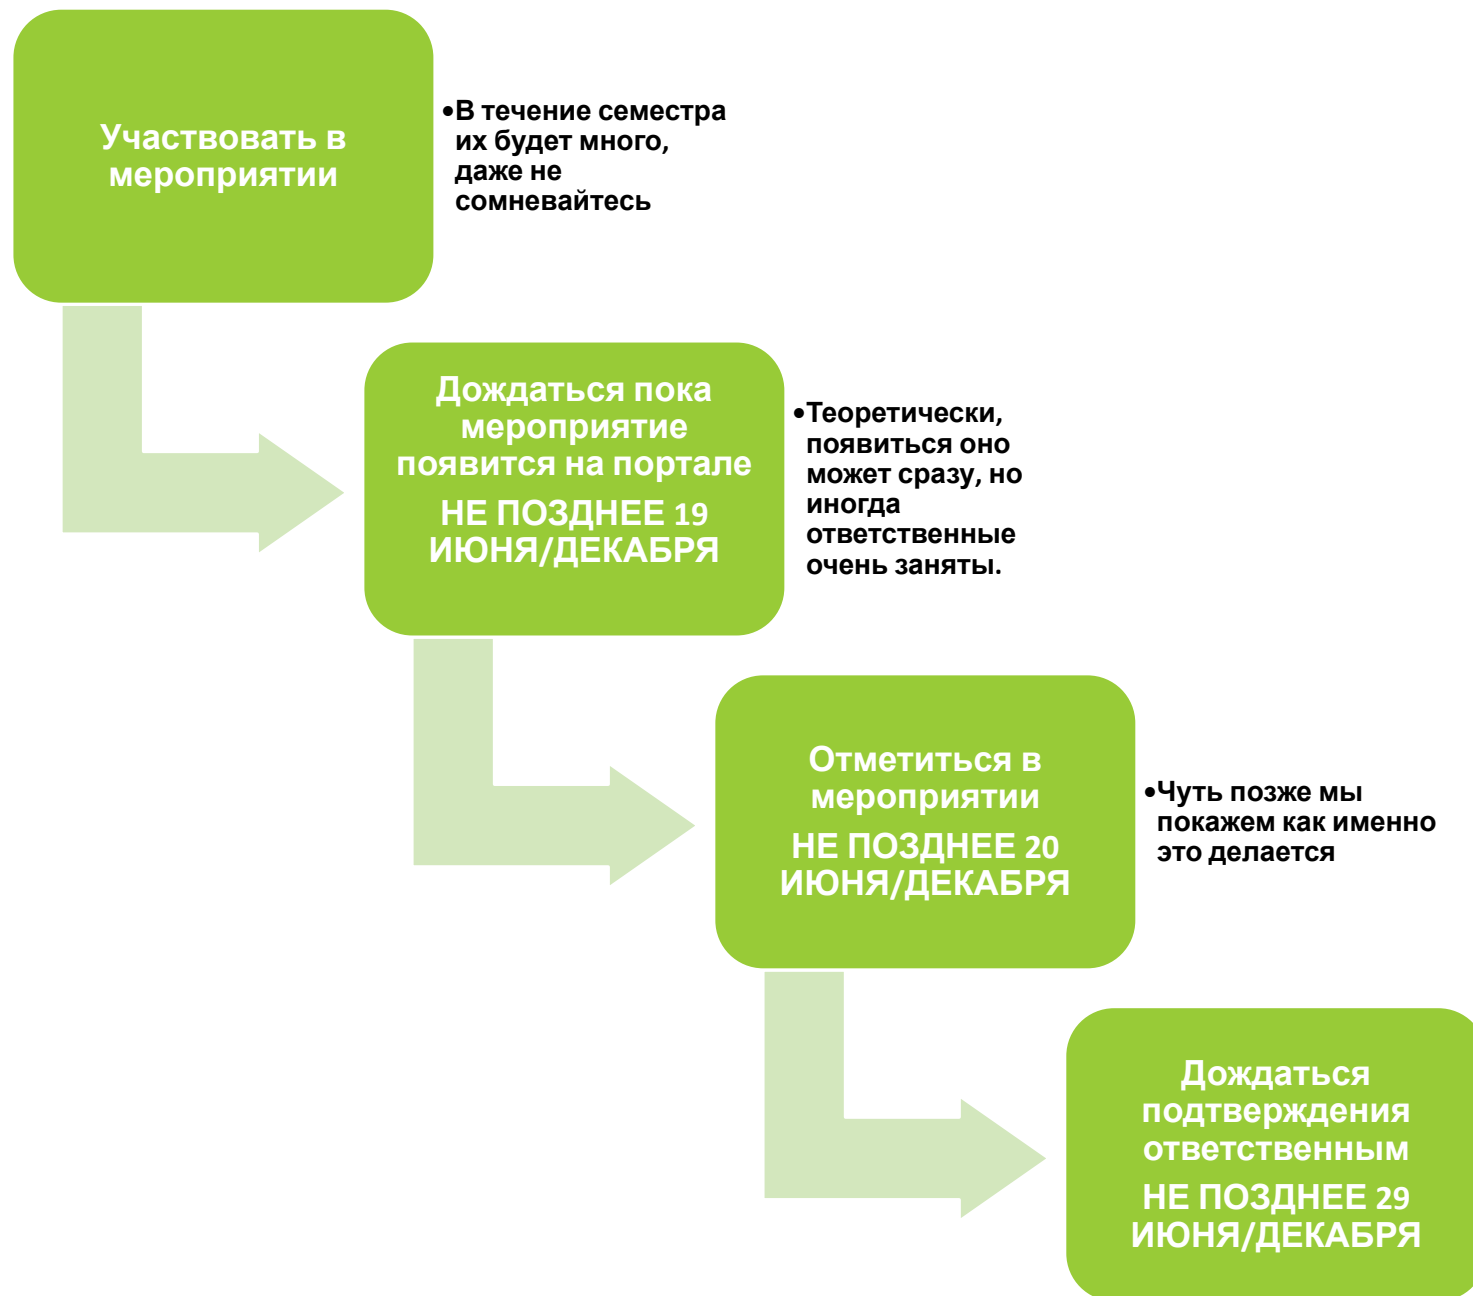 Участвовать в
мероприятии
•В течение семестра
их будет много,
даже не
сомневайтесь
Дождаться пока
мероприятие
появится на портале
НЕ ПОЗДНЕЕ 19
ИЮНЯ/ДЕКАБРЯ
•Теоретически,
появиться оно
может сразу, но
иногда
ответственные
очень заняты.
Отметиться в
мероприятии
НЕ ПОЗДНЕЕ 20
ИЮНЯ/ДЕКАБРЯ
•Чуть позже мы
покажем как именно
это делается
Дождаться
подтверждения
ответственным
НЕ ПОЗДНЕЕ 29
ИЮНЯ/ДЕКАБРЯ